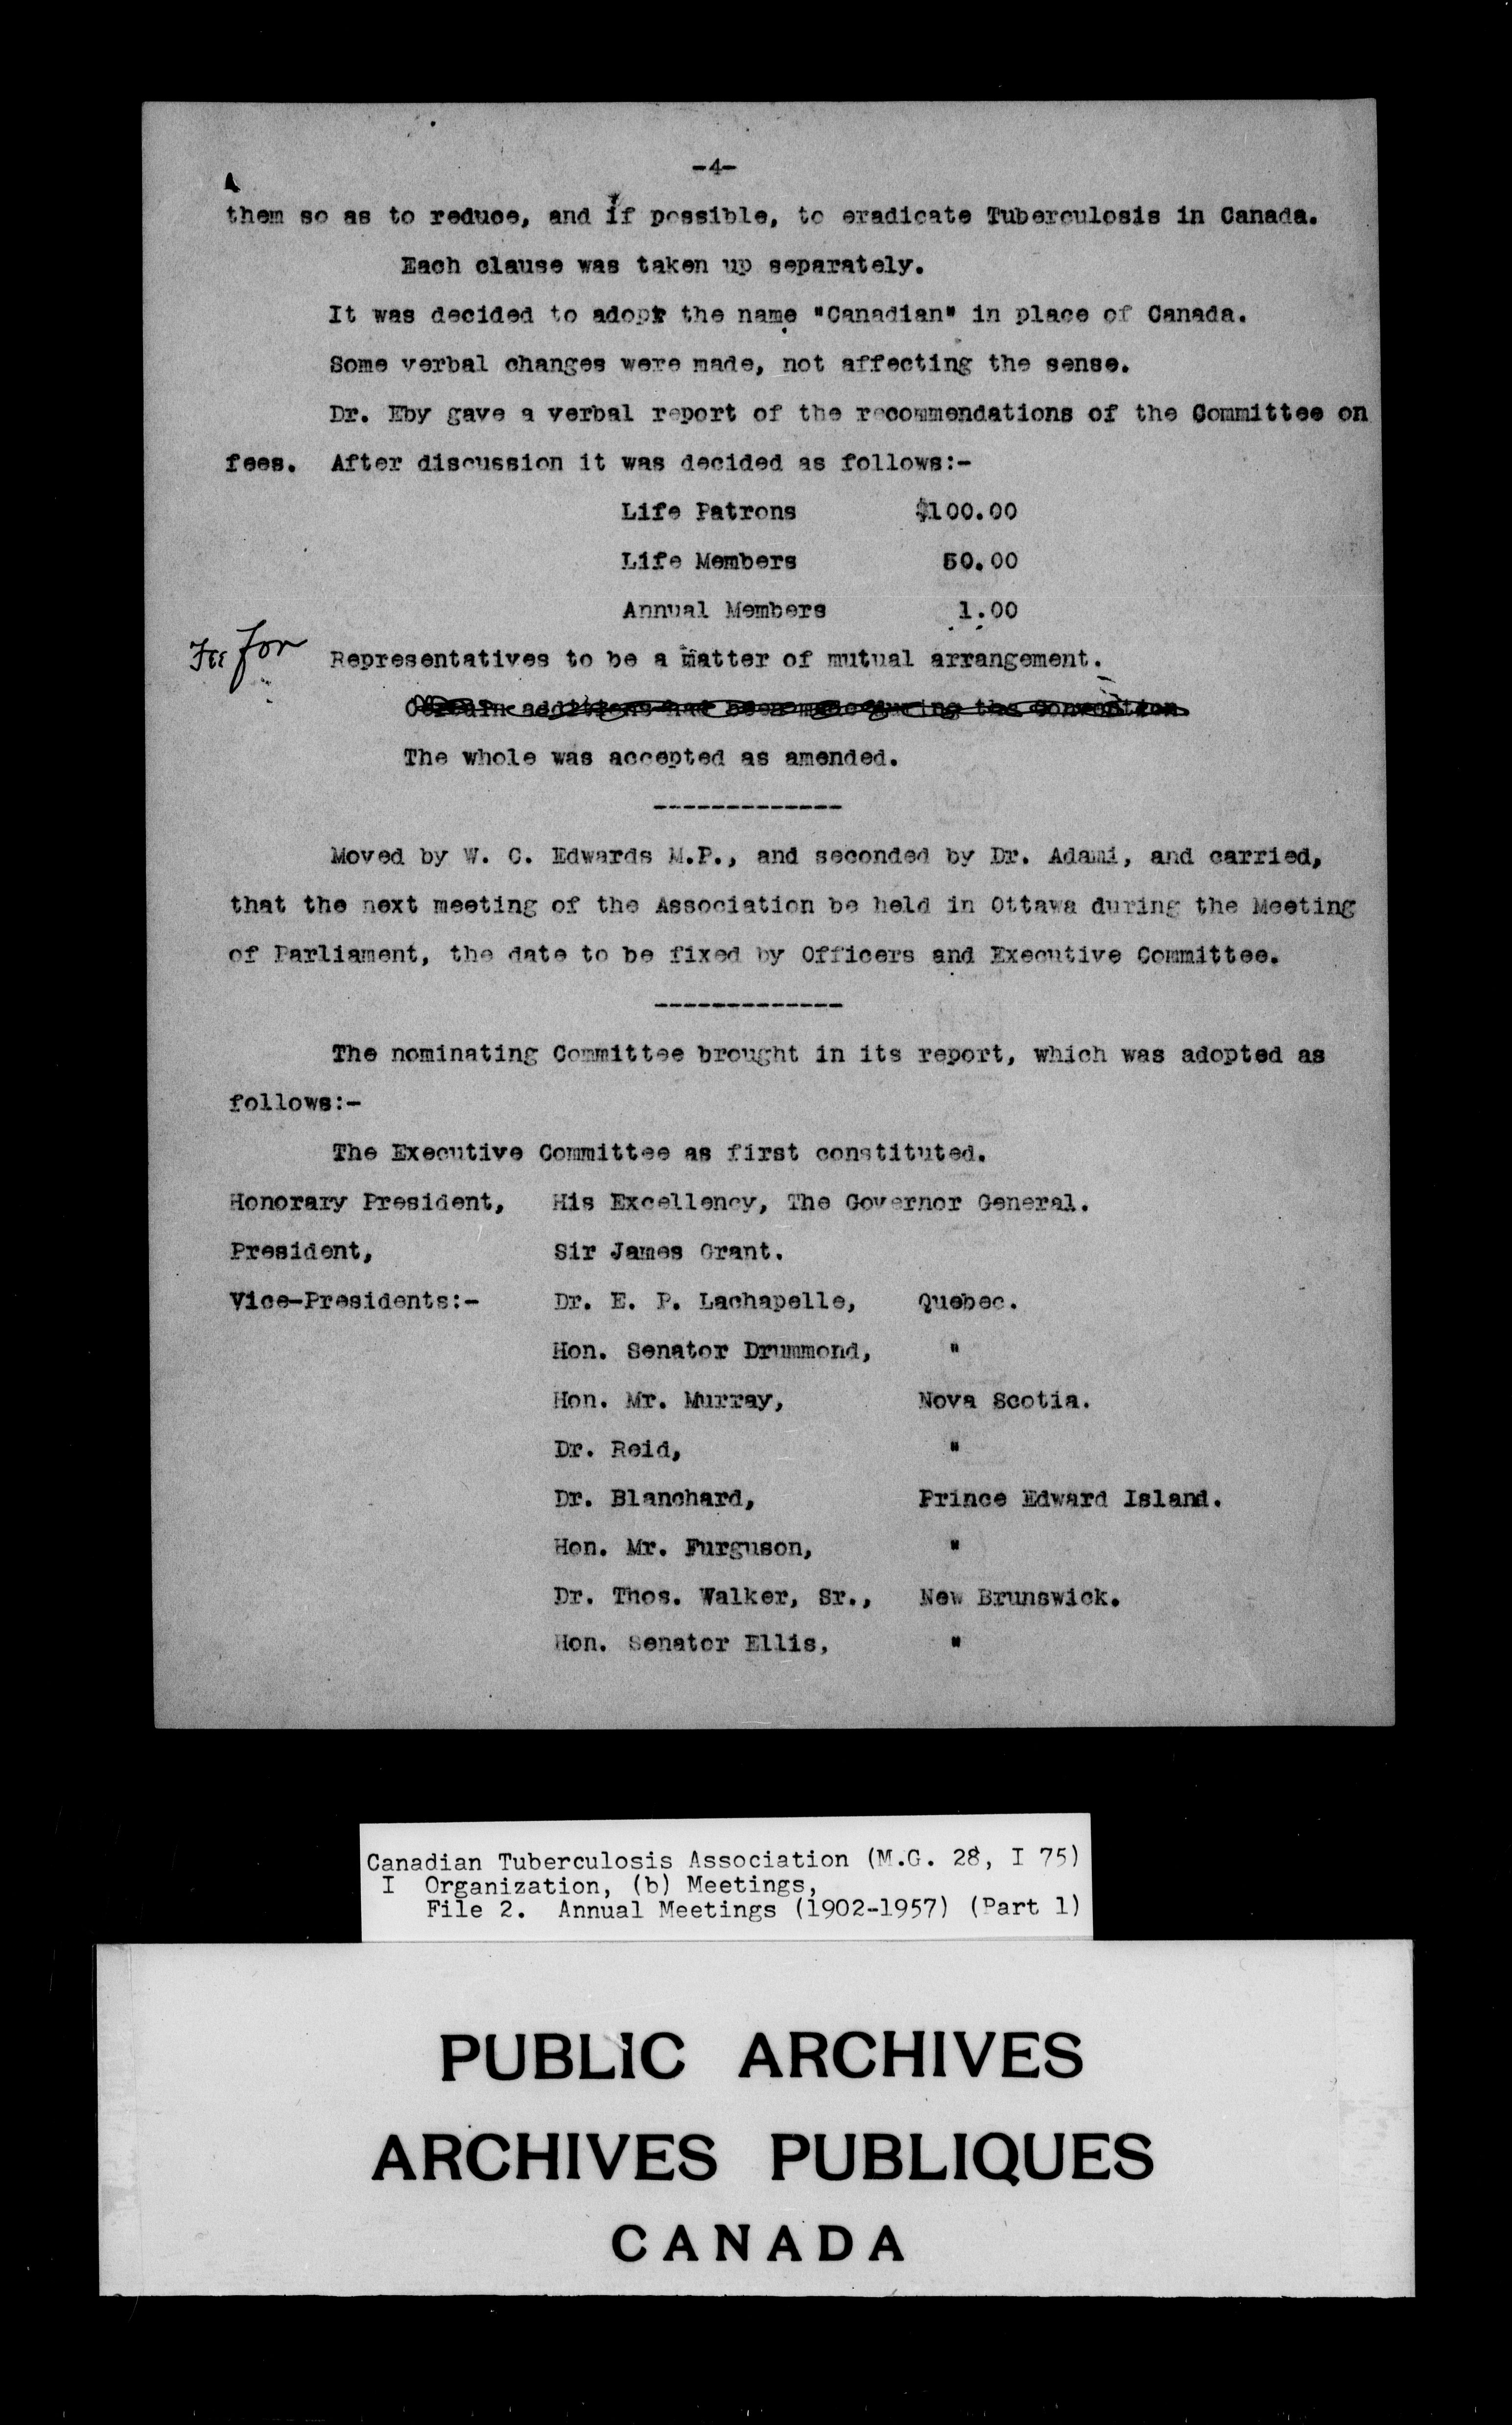 -4-
them so as to reduce, and if possible, to eradicate Tuberculosis in Canada.
Each clause was taken up separately.
It was decided to adopt the name "Canadian" in place of Canada.
Some verbal changes were made, not affecting the sense.
Dr. Eby gave a verbal report of the recommendations of the Committee on
fees. After discussion it was decided as follows:-
Life Patrons $100.00
Life Members 50.00
Annual Members 1.00
Fee for Representatives to be a matter of mutual arrangement.
Certain additions had been made during the Convention
The whole was accepted as amended.
-------------
Moved by W. C. Edwards M.P., and seconded by Dr. Adami, and carried,
that the next meeting of the Association be held in Ottawa during the Meeting
of Parliament, the date to be fixed by Officers and Executive Committee.
-------------
The nominating Committee brought in its report, which was adopted as
follows:-
The Executive Committee as first constituted.
Honorary President, His Excellency, The Governor General.
President, Sir James Grant.
Vice-Presidents:- Dr. E. P. Lachapelle, Quebec.
Hon. Senator Drummond, "
Hon. Mr. Murray, Nova Scotia.
Dr. Reid, "
Dr. Blanchard, Prince Edward Island.
Hon. Mr. Furguson, "
Dr. Thos. Walker, Sr., New Brunswick.
Hon. Senator Ellis, "
Canadian Tuberculosis Association (M.G. 28, I 75)
I Organization, (b) Meetings,
File 2. Annual Meetings (1902-1957) (Part 1)
PUBLIC ARCHIVES
ARCHIVES PUBLIQUES
CANADA